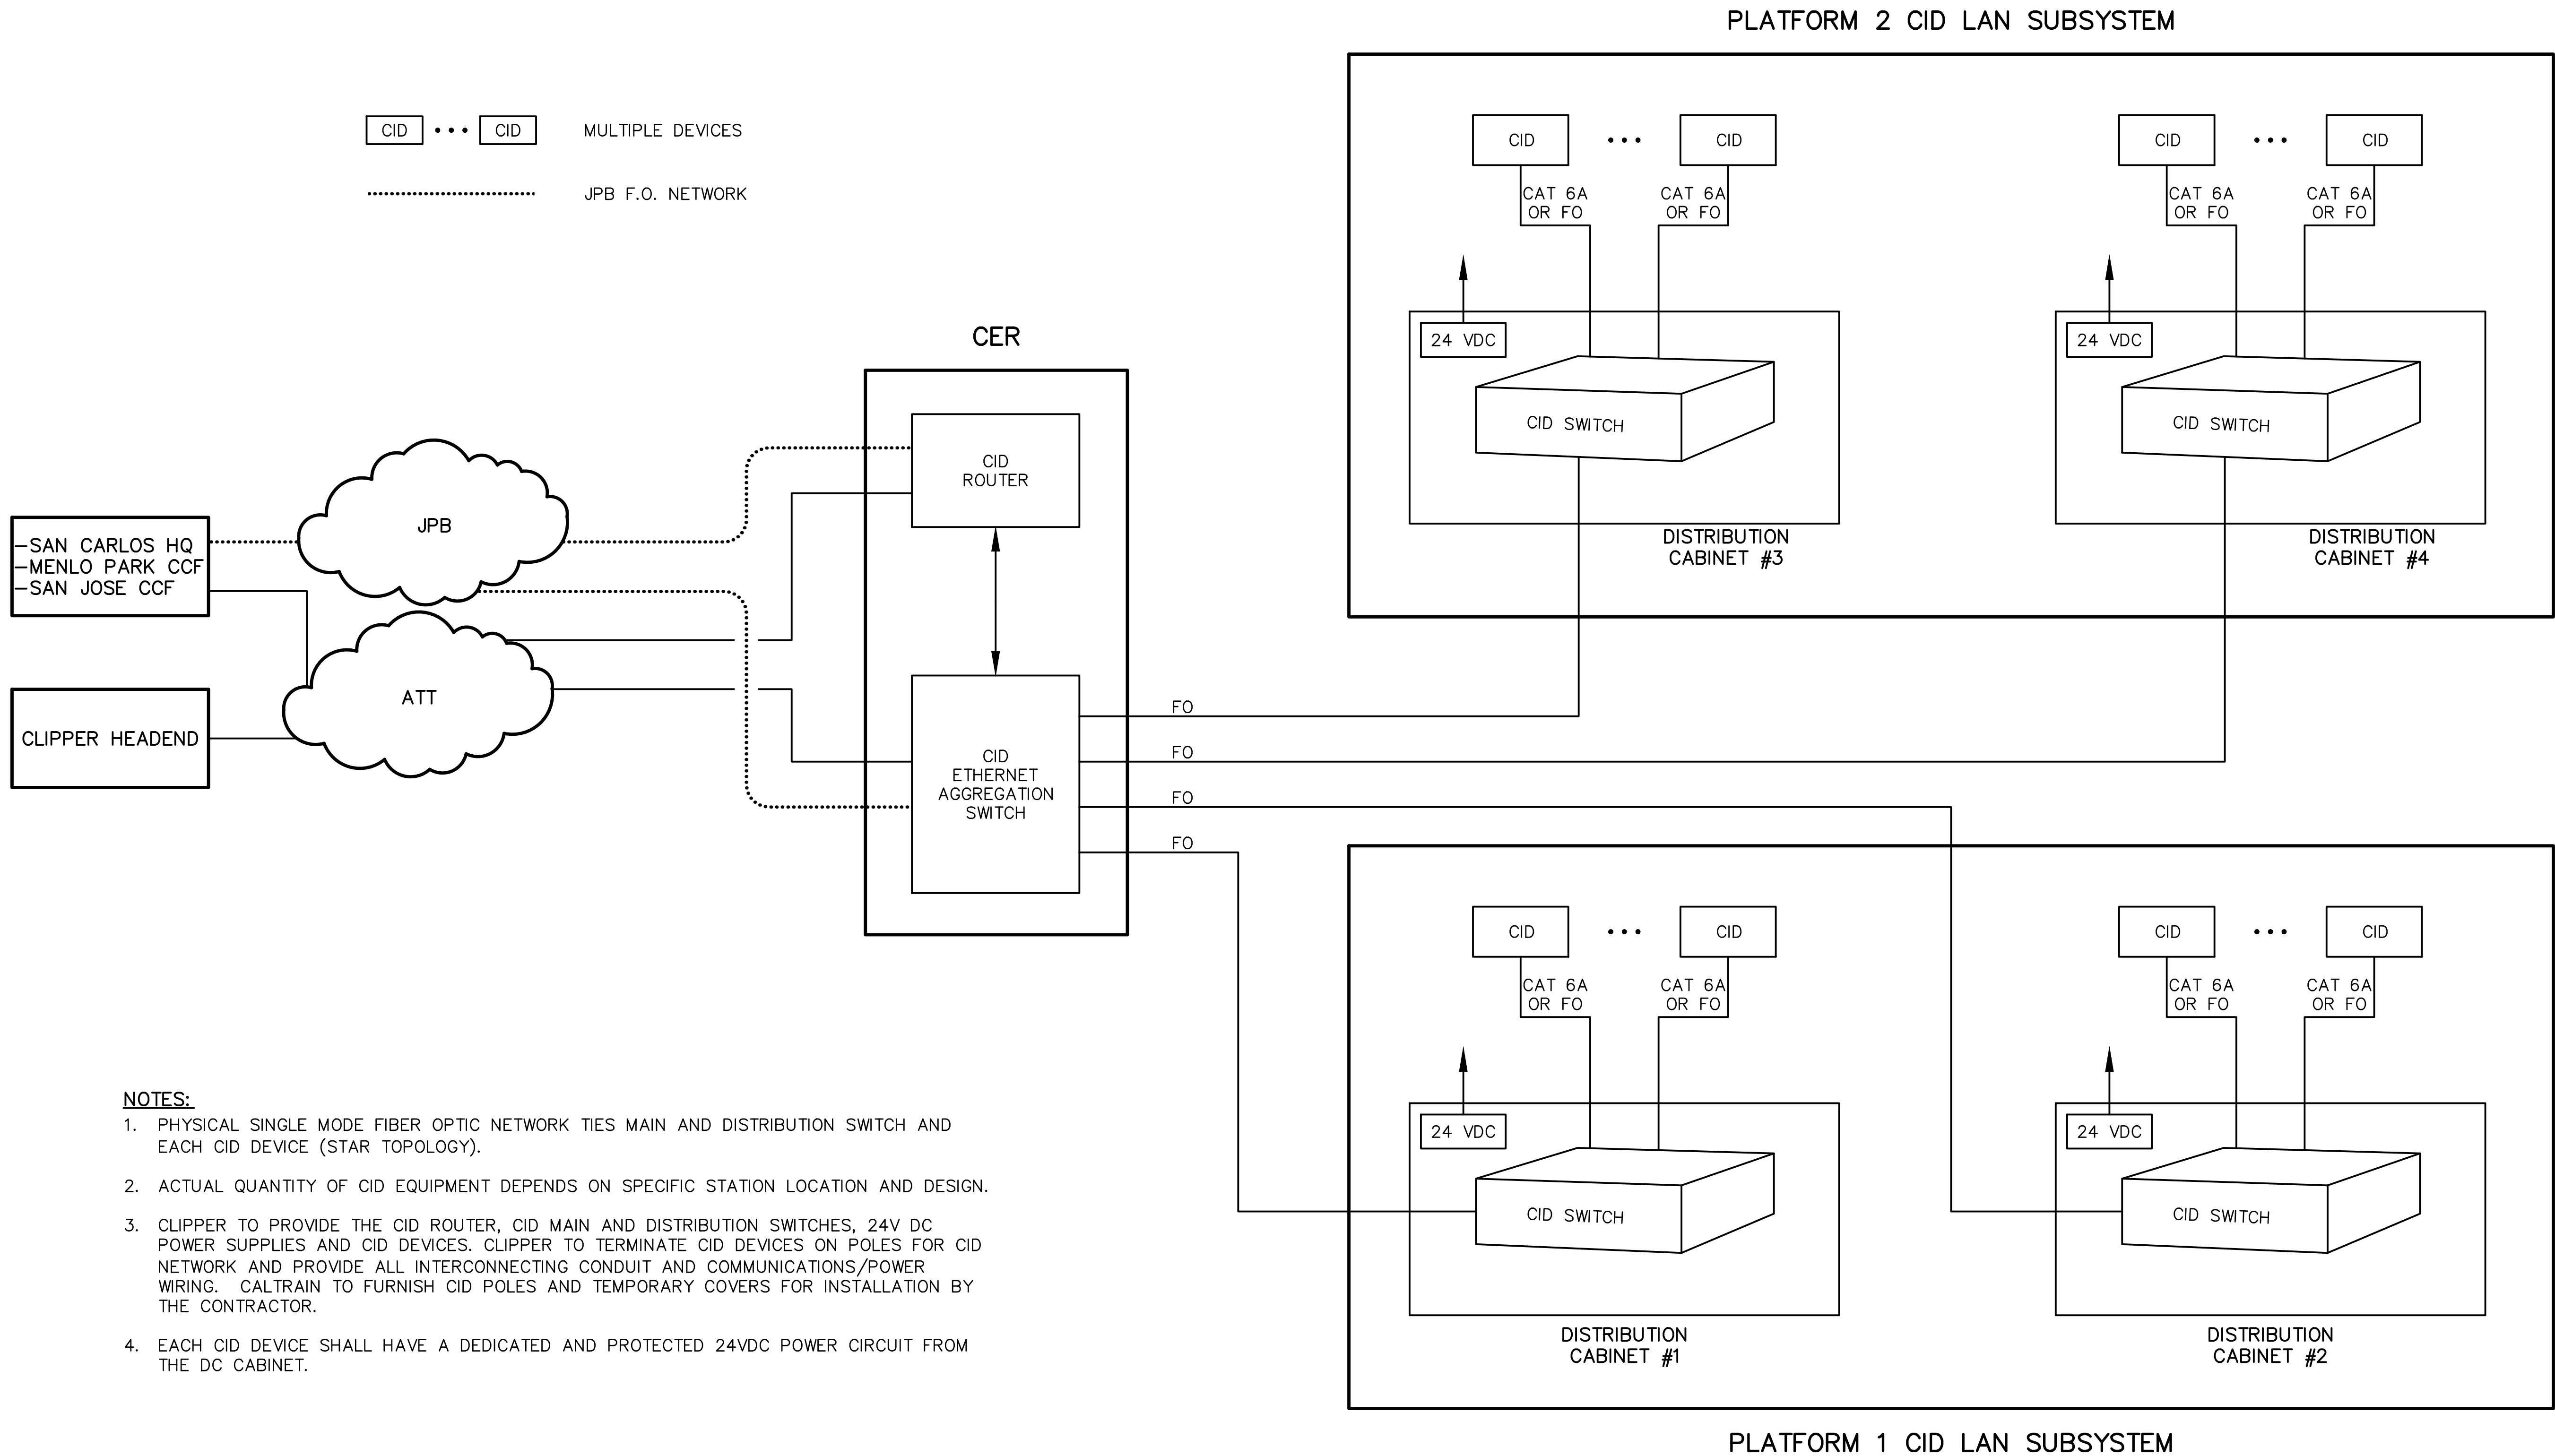 PLATFORM 2 CID LAN SUBSYSTEM
CID ••• CID MULTIPLE DEVICES
JPB F.O. NETWORK
CID ••• CID
CID ••• CID
CAT 6A
OR FO
CAT 6A
OR FO
CAT 6A
OR FO
CAT 6A
OR FO
24 VDC
CID SWITCH
DISTRIBUTION
CABINET #3
24 VDC
CID SWITCH
DISTRIBUTION
CABINET #4
CER
CID
ROUTER
JPB
-SAN CARLOS HQ
-MENLO PARK CCF
-SAN JOSE CCF
ATT
CLIPPER HEADEND
CID
ETHERNET
AGGREGATION
SWITCH
FO
FO
FO
FO
CID ••• CID
CID ••• CID
CAT 6A
OR FO
CAT 6A
OR FO
CAT 6A
OR FO
CAT 6A
OR FO
24 VDC
CID SWITCH
DISTRIBUTION
CABINET #1
24 VDC
CID SWITCH
DISTRIBUTION
CABINET #2
NOTES:
1. PHYSICAL SINGLE MODE FIBER OPTIC NETWORK TIES MAIN AND DISTRIBUTION SWITCH AND
EACH CID DEVICE (STAR TOPOLOGY).
2. ACTUAL QUANTITY OF CID EQUIPMENT DEPENDS ON SPECIFIC STATION LOCATION AND DESIGN.
3. CLIPPER TO PROVIDE THE CID ROUTER, CID MAIN AND DISTRIBUTION SWITCHES, 24V DC
POWER SUPPLIES AND CID DEVICES. CLIPPER TO TERMINATE CID DEVICES ON POLES FOR CID
NETWORK AND PROVIDE ALL INTERCONNECTING CONDUIT AND COMMUNICATIONS/POWER
WIRING. CALTRAIN TO FURNISH CID POLES AND TEMPORARY COVERS FOR INSTALLATION BY
THE CONTRACTOR.
4. EACH CID DEVICE SHALL HAVE A DEDICATED AND PROTECTED 24VDC POWER CIRCUIT FROM
THE DC CABINET.
PLATFORM 1 CID LAN SUBSYSTEM